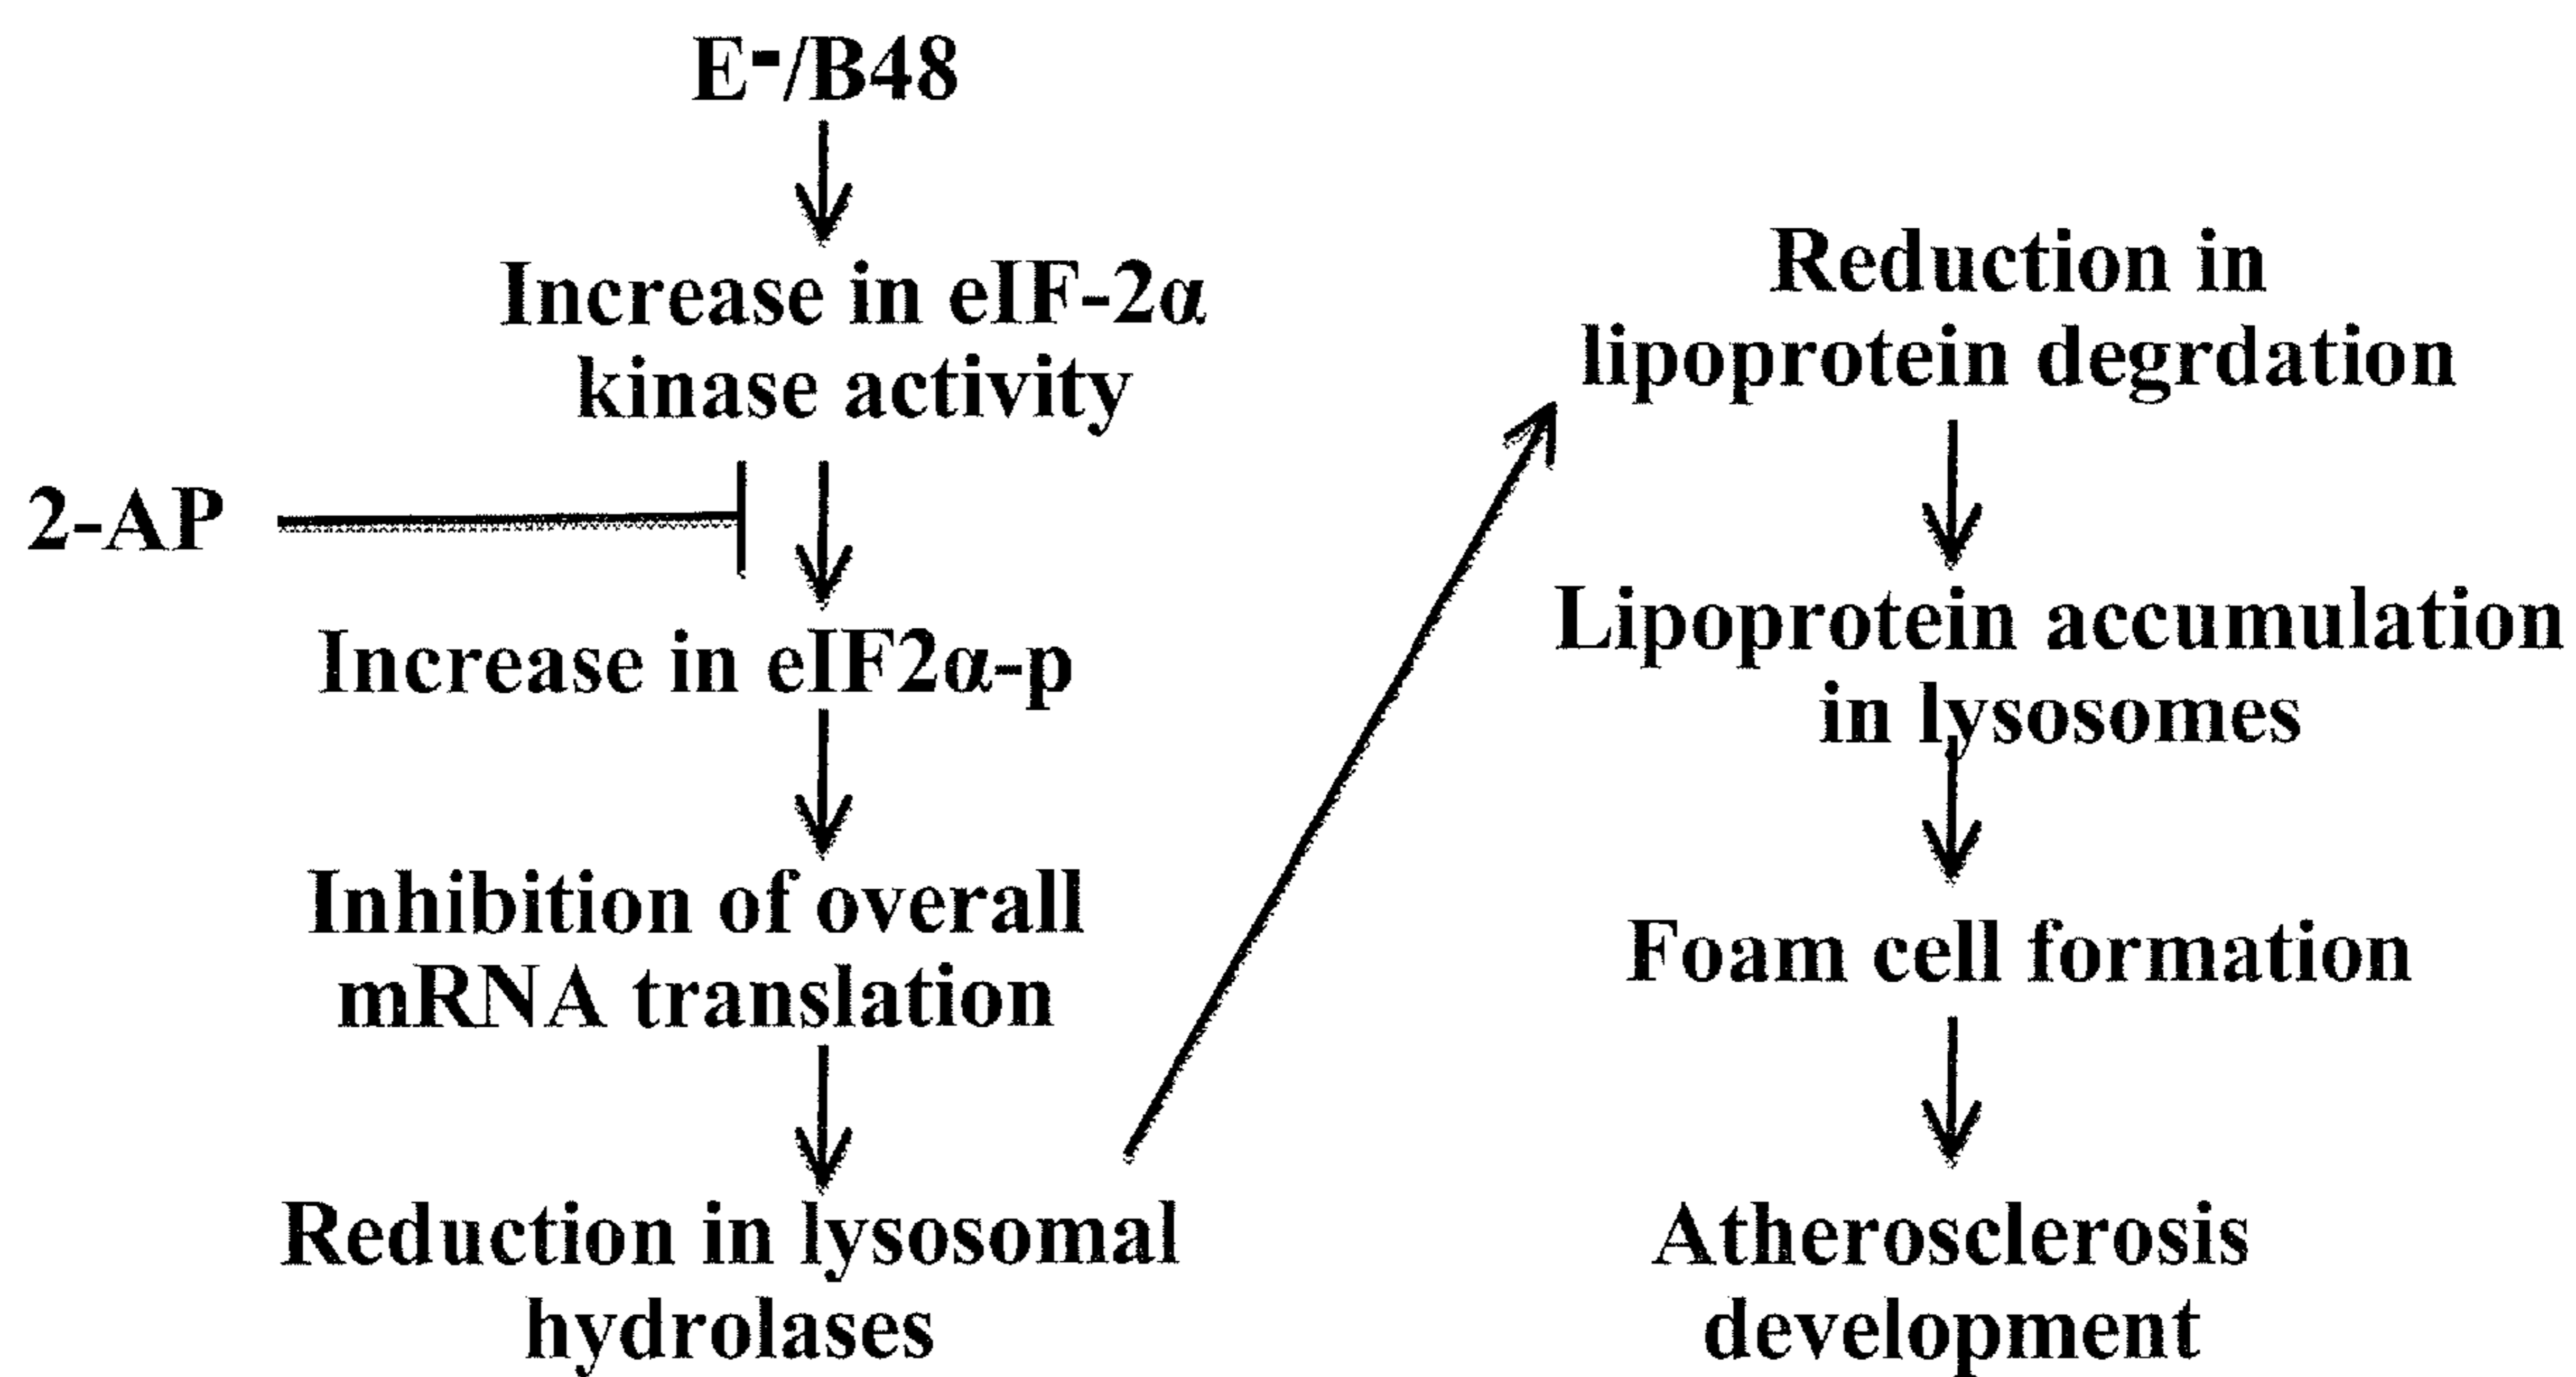 E⁻/B48
Increase in eIF-2α
kinase activity
2-AP
Increase in eIF2α-p
Inhibition of overall
mRNA translation
Reduction in lysosomal
hydrolases
Reduction in
lipoprotein degrdation
Lipoprotein accumulation
in lysosomes
Foam cell formation
Atherosclerosis
development